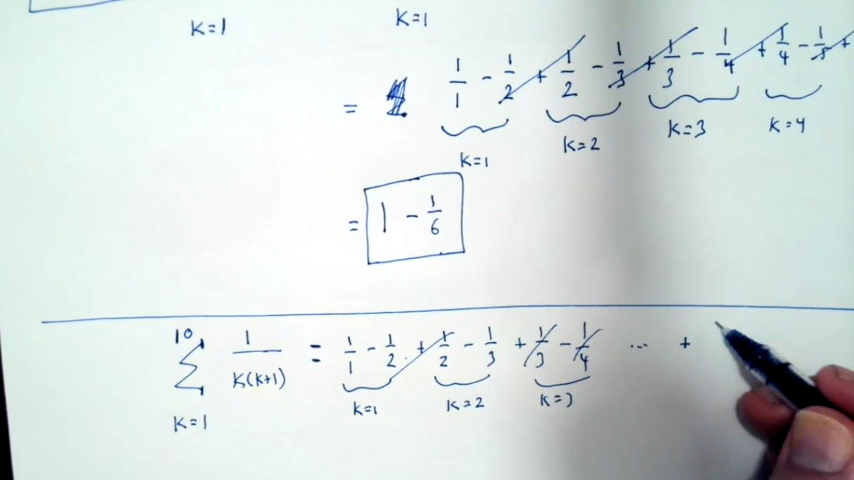 K=1 K=1
= 1/1 - 1/2 + 1/2 - 1/3 + 1/3 - 1/4 + 1/4 - 1/5 +
K=1 K=2 K=3 K=4
= 1 - 1/6
10
∑ 1/K(K+1) = 1/1 - 1/2 + 1/2 - 1/3 + 1/3 - 1/4 ... +
K=1 K=1 K=2 K=3